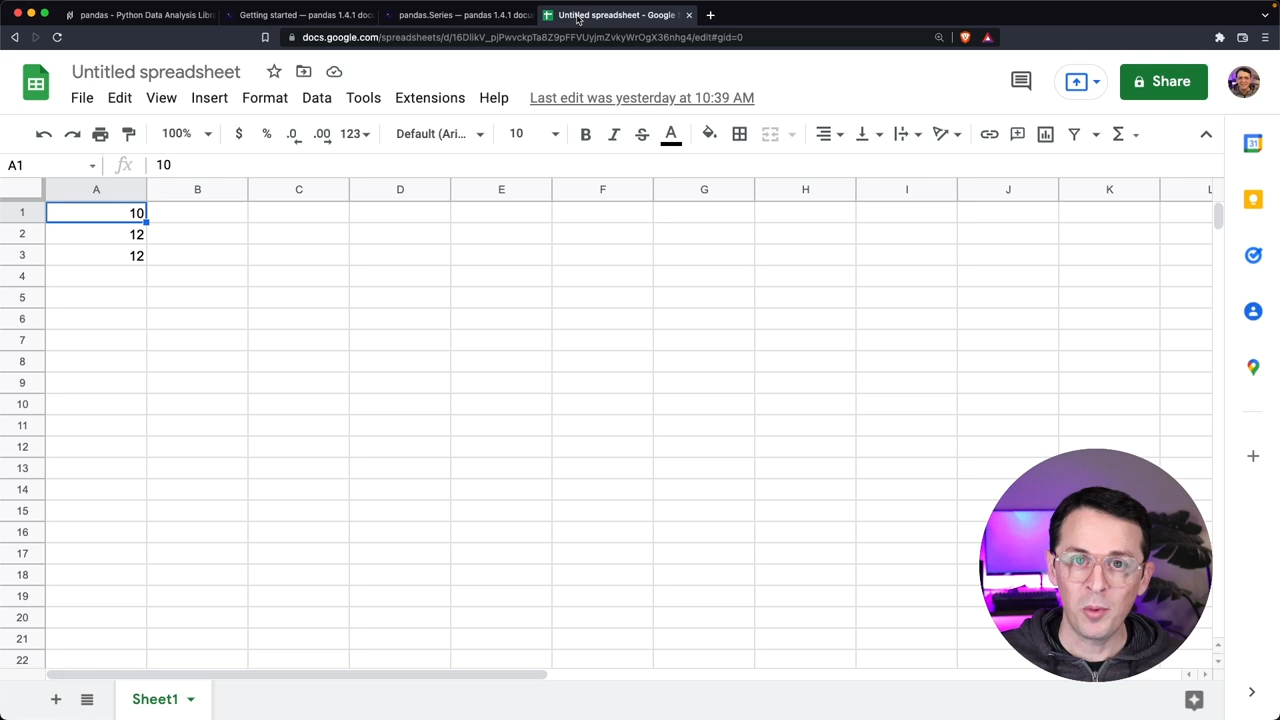 pandas - Python Data Analysis Libr
Getting started — pandas 1.4.1 docu
pandas.Series — pandas 1.4.1 docu
Untitled spreadsheet - Google
docs.google.com/spreadsheets/d/16DlikV_pjPwvckpTa8Z9pFFVUyjmZvkyWrOgX36nhg4/edit#gid=0
Untitled spreadsheet
Share
File Edit View Insert Format Data Tools Extensions Help Last edit was yesterday at 10:39 AM
100% $ % .0 .00 123 Default (Ari... 10 B I S A Σ
A1 fx 10
A B C D E F G H I J K L
1 10
2 12
3 12
4
5
6
7
8
9
10
11
12
13
14
15
16
17
18
19
20
21
22
Sheet1
31